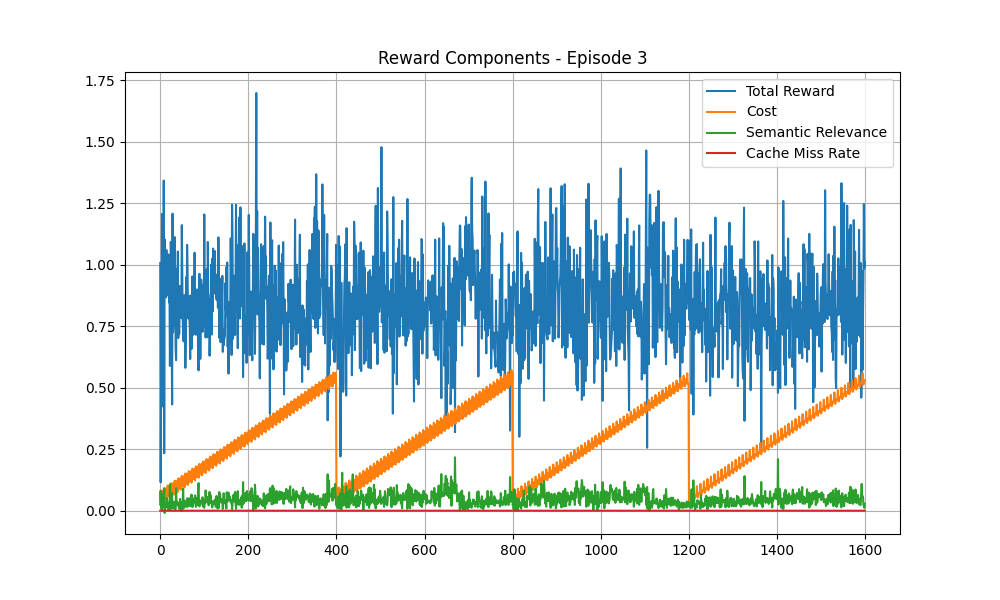 Reward Components - Episode 3
Total Reward
Cost
Semantic Relevance
Cache Miss Rate
1.75
1.50
1.25
1.00
0.75
0.50
0.25
0.00
0 200 400 600 800 1000 1200 1400 1600